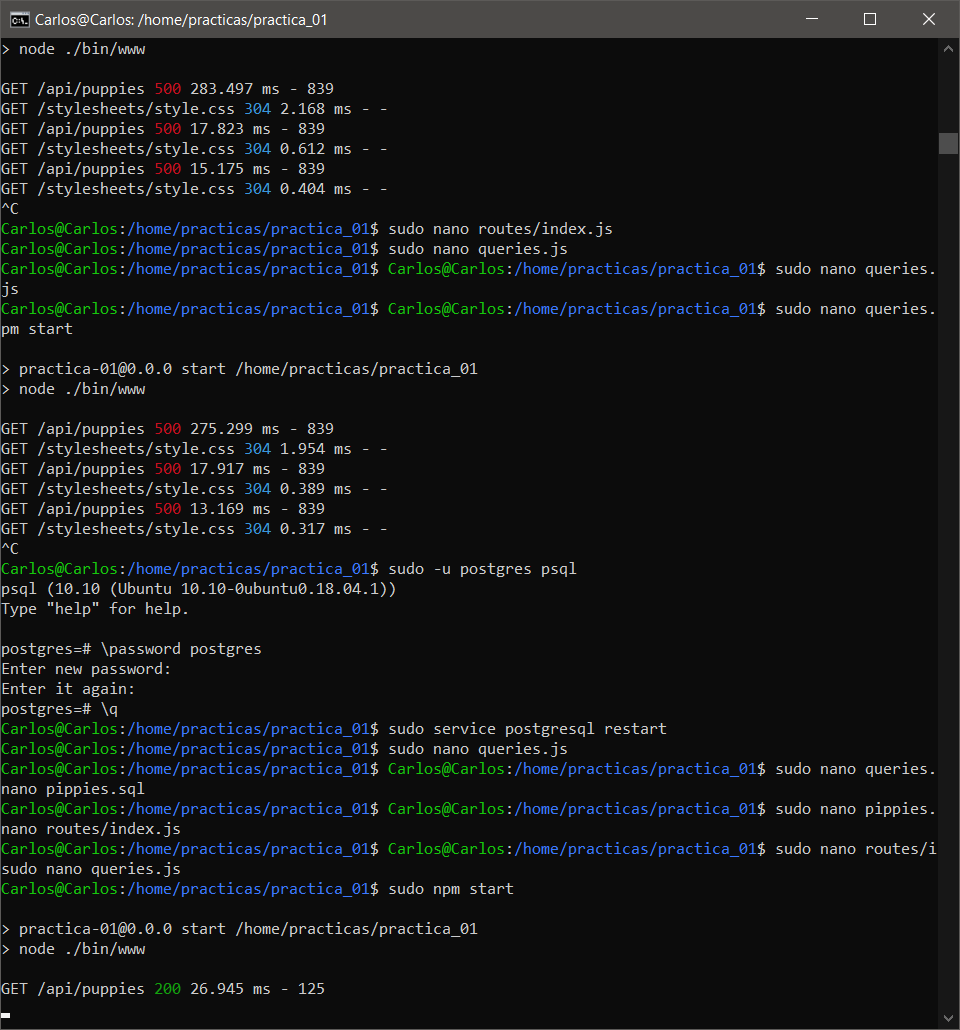 Carlos@Carlos: /home/practicas/practica_01
> node ./bin/www
GET /api/puppies 500 283.497 ms - 839
GET /stylesheets/style.css 304 2.168 ms - -
GET /api/puppies 500 17.823 ms - 839
GET /stylesheets/style.css 304 0.612 ms - -
GET /api/puppies 500 15.175 ms - 839
GET /stylesheets/style.css 304 0.404 ms - -
^C
Carlos@Carlos:/home/practicas/practica_01$ sudo nano routes/index.js
Carlos@Carlos:/home/practicas/practica_01$ sudo nano queries.js
Carlos@Carlos:/home/practicas/practica_01$ Carlos@Carlos:/home/practicas/practica_01$ sudo nano queries.
js
Carlos@Carlos:/home/practicas/practica_01$ Carlos@Carlos:/home/practicas/practica_01$ sudo nano queries.
pm start
> practica-01@0.0.0 start /home/practicas/practica_01
> node ./bin/www
GET /api/puppies 500 275.299 ms - 839
GET /stylesheets/style.css 304 1.954 ms - -
GET /api/puppies 500 17.917 ms - 839
GET /stylesheets/style.css 304 0.389 ms - -
GET /api/puppies 500 13.169 ms - 839
GET /stylesheets/style.css 304 0.317 ms - -
^C
Carlos@Carlos:/home/practicas/practica_01$ sudo -u postgres psql
psql (10.10 (Ubuntu 10.10-0ubuntu0.18.04.1))
Type "help" for help.
postgres=# \password postgres
Enter new password:
Enter it again:
postgres=# \q
Carlos@Carlos:/home/practicas/practica_01$ sudo service postgresql restart
Carlos@Carlos:/home/practicas/practica_01$ sudo nano queries.js
Carlos@Carlos:/home/practicas/practica_01$ Carlos@Carlos:/home/practicas/practica_01$ sudo nano queries.
nano pippies.sql
Carlos@Carlos:/home/practicas/practica_01$ Carlos@Carlos:/home/practicas/practica_01$ sudo nano pippies.
nano routes/index.js
Carlos@Carlos:/home/practicas/practica_01$ Carlos@Carlos:/home/practicas/practica_01$ sudo nano routes/i
sudo nano queries.js
Carlos@Carlos:/home/practicas/practica_01$ sudo npm start
> practica-01@0.0.0 start /home/practicas/practica_01
> node ./bin/www
GET /api/puppies 200 26.945 ms - 125